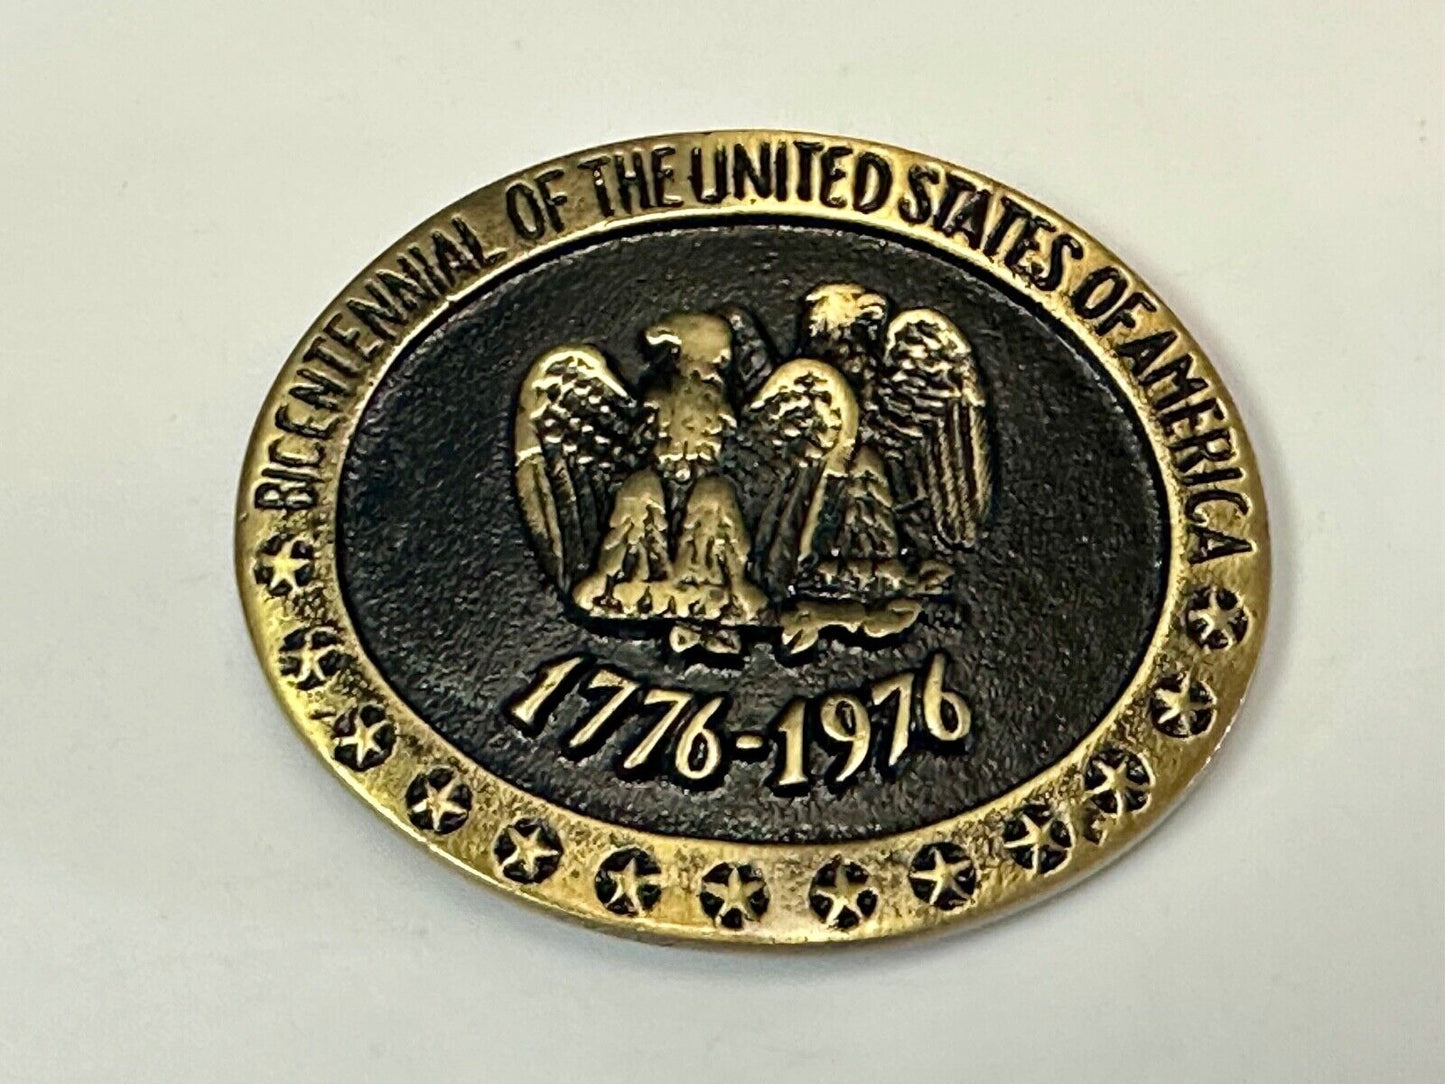 BICENTENNIAL OF THE UNITED STATES OF AMERICA
1776-1976